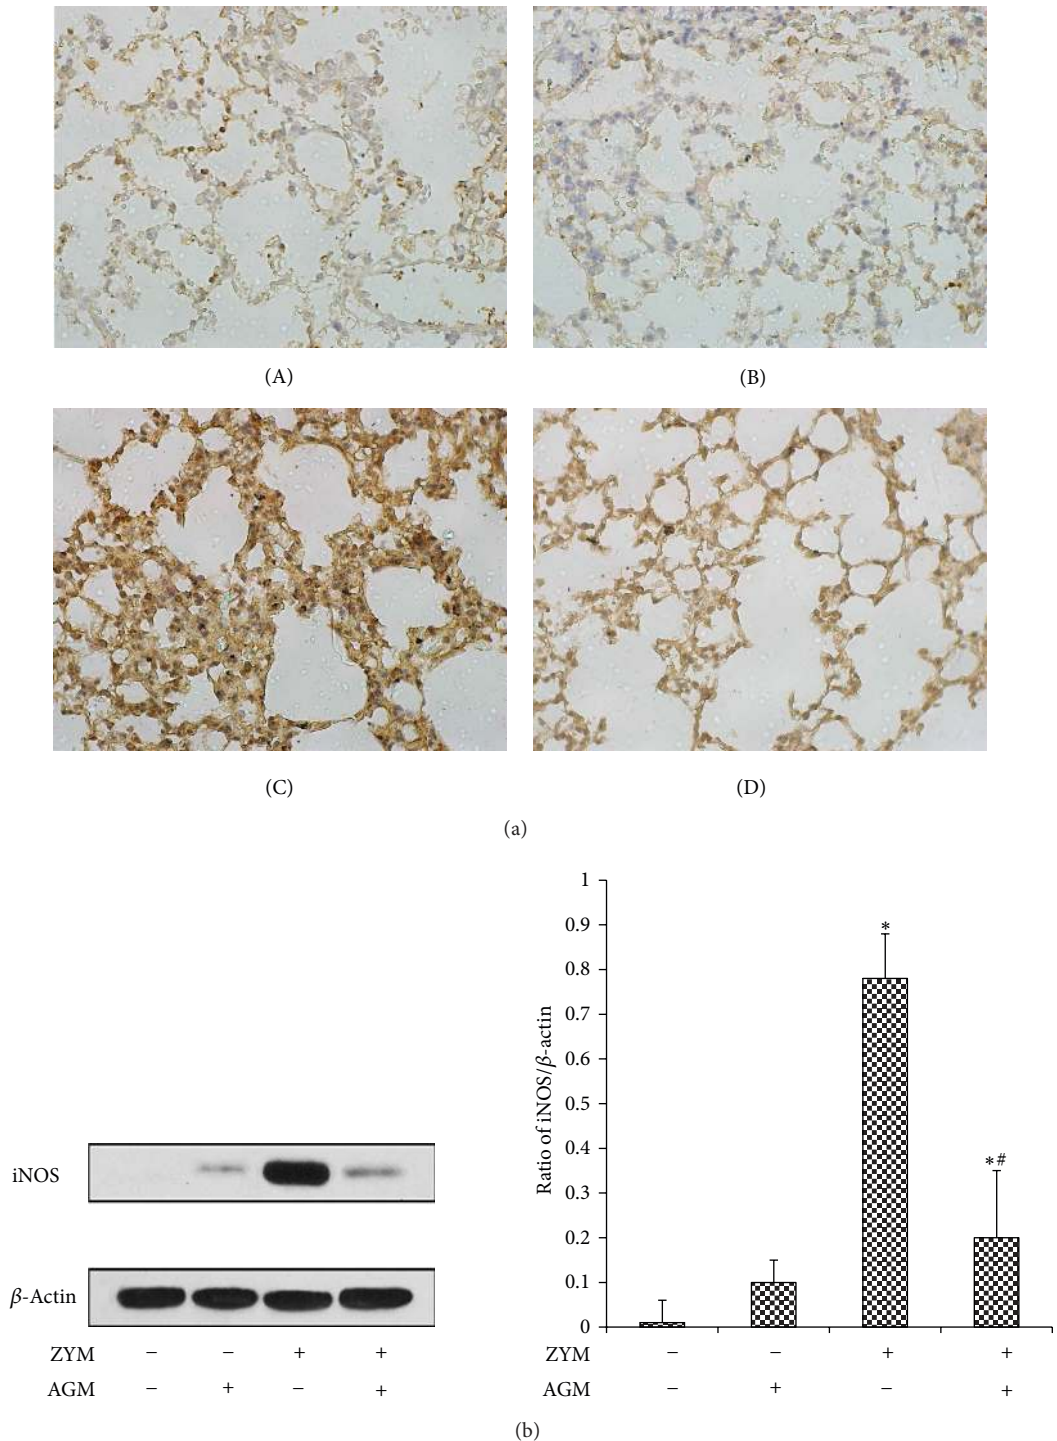 (A)
(B)
(C)
(D)
(a)
iNOS
β-Actin
ZYM − − + +
AGM − + − +
1
0.9
0.8
0.7
0.6
0.5
0.4
0.3
0.2
0.1
0
Ratio of iNOS/β-actin
*
*#
ZYM − − + +
AGM − + − +
(b)